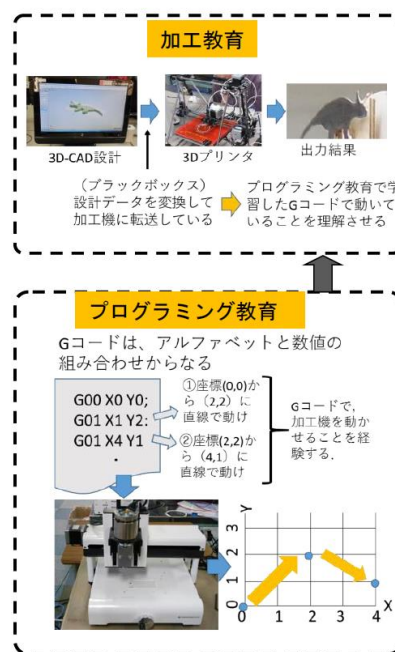 加工教育
3D-CAD設計
3Dプリンタ
出力結果
(ブラックボックス)
設計データを変換して
加工機に転送している
プログラミング教育で学
習したGコードで動いて
いることを理解させる
プログラミング教育
Gコードは、アルファベットと数値の
組み合わせからなる
G00 X0 Y0;
G01 X1 Y2:
G01 X4 Y1
・
①座標(0,0)か
ら(2,2)に
直線で動け
②座標(2,2)から
(4,1)に
直線で動け
Gコードで,
加工機を動か
せることを経
験する.
Y
3
2
1
0
0
1
2
3
4
X